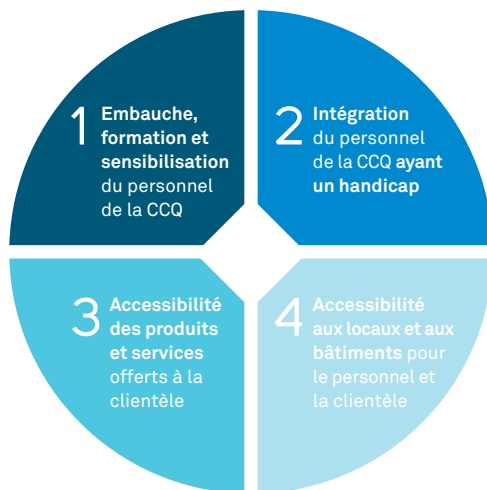 1
Embauche,
formation et
sensibilisation
du personnel
de la CCQ
2
Intégration
du personnel
de la CCQ ayant
un handicap
3
Accessibilité
des produits
et services
offerts à la
clientèle
4
Accessibilité
aux locaux et aux
bâtiments pour
le personnel et
la clientèle